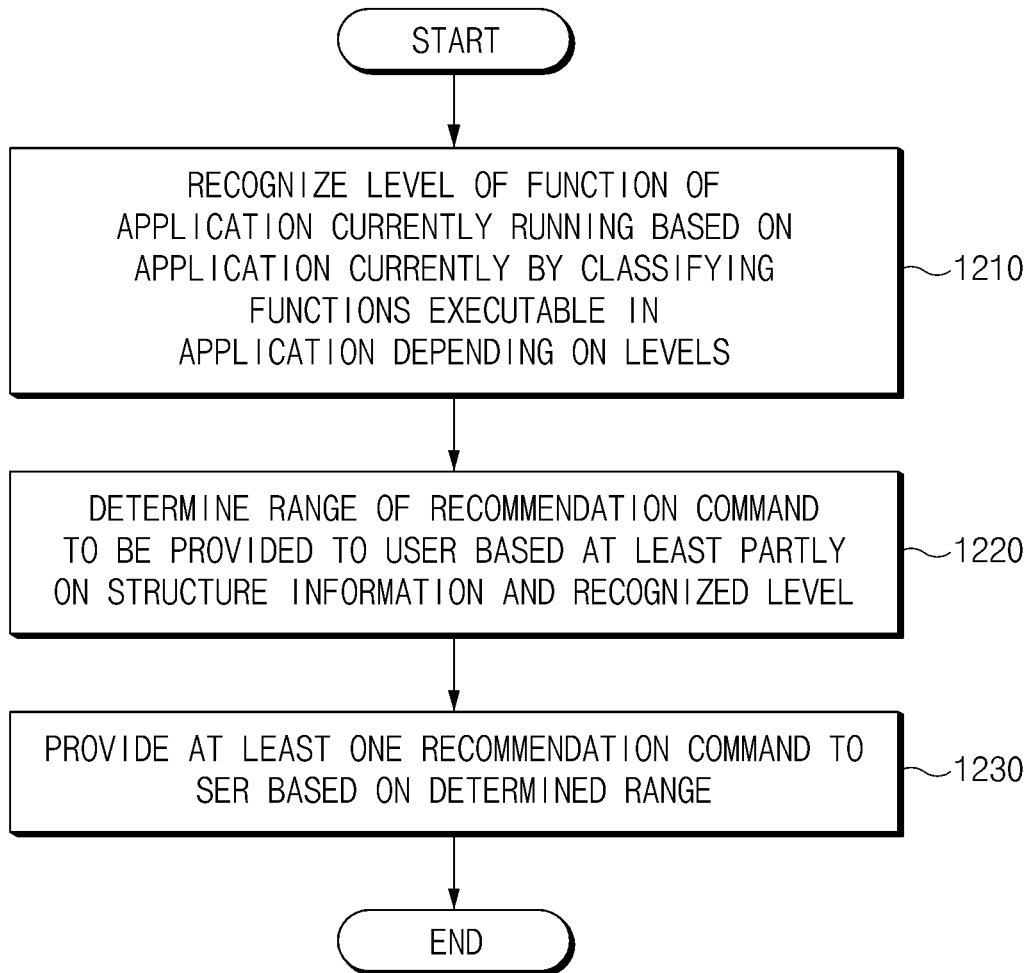 START
RECOGNIZE LEVEL OF FUNCTION OF
APPLICATION CURRENTLY RUNNING BASED ON
APPLICATION CURRENTLY BY CLASSIFYING
FUNCTIONS EXECUTABLE IN
APPLICATION DEPENDING ON LEVELS
1210
DETERMINE RANGE OF RECOMMENDATION COMMAND
TO BE PROVIDED TO USER BASED AT LEAST PARTLY
ON STRUCTURE INFORMATION AND RECOGNIZED LEVEL
1220
PROVIDE AT LEAST ONE RECOMMENDATION COMMAND TO
SER BASED ON DETERMINED RANGE
1230
END